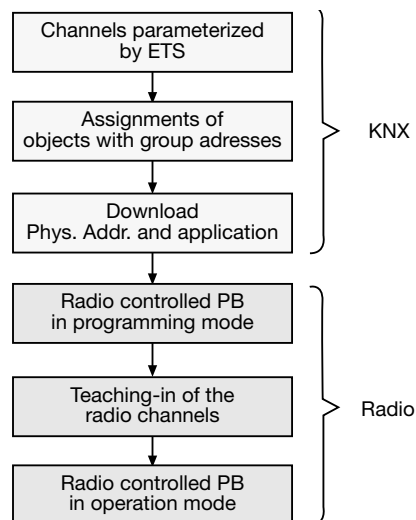 Channels parameterized
by ETS
Assignments of
objects with group adresses
KNX
Download
Phys. Addr. and application
Radio controlled PB
in programming mode
Teaching-in of the
radio channels
Radio
Radio controlled PB
in operation mode